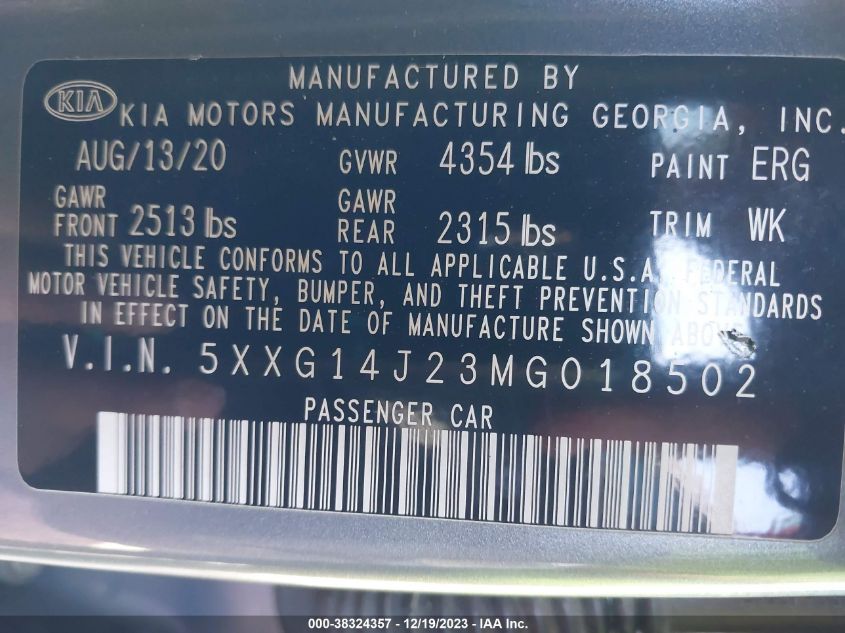 MANUFACTURED BY
KIA KIA MOTORS MANUFACTURING GEORGIA, INC.
AUG/13/20 GVWR 4354 lbs PAINT ERG
GAWR GAWR
FRONT 2513 lbs REAR 2315 lbs TRIM WK
THIS VEHICLE CONFORMS TO ALL APPLICABLE U.S.A. FEDERAL
MOTOR VEHICLE SAFETY, BUMPER, AND THEFT PREVENTION STANDARDS
IN EFFECT ON THE DATE OF MANUFACTURE SHOWN ABO
V.I.N. 5XXG14J23MG018502
PASSENGER CAR
000-38324357 - 12/19/2023 - IAA Inc.